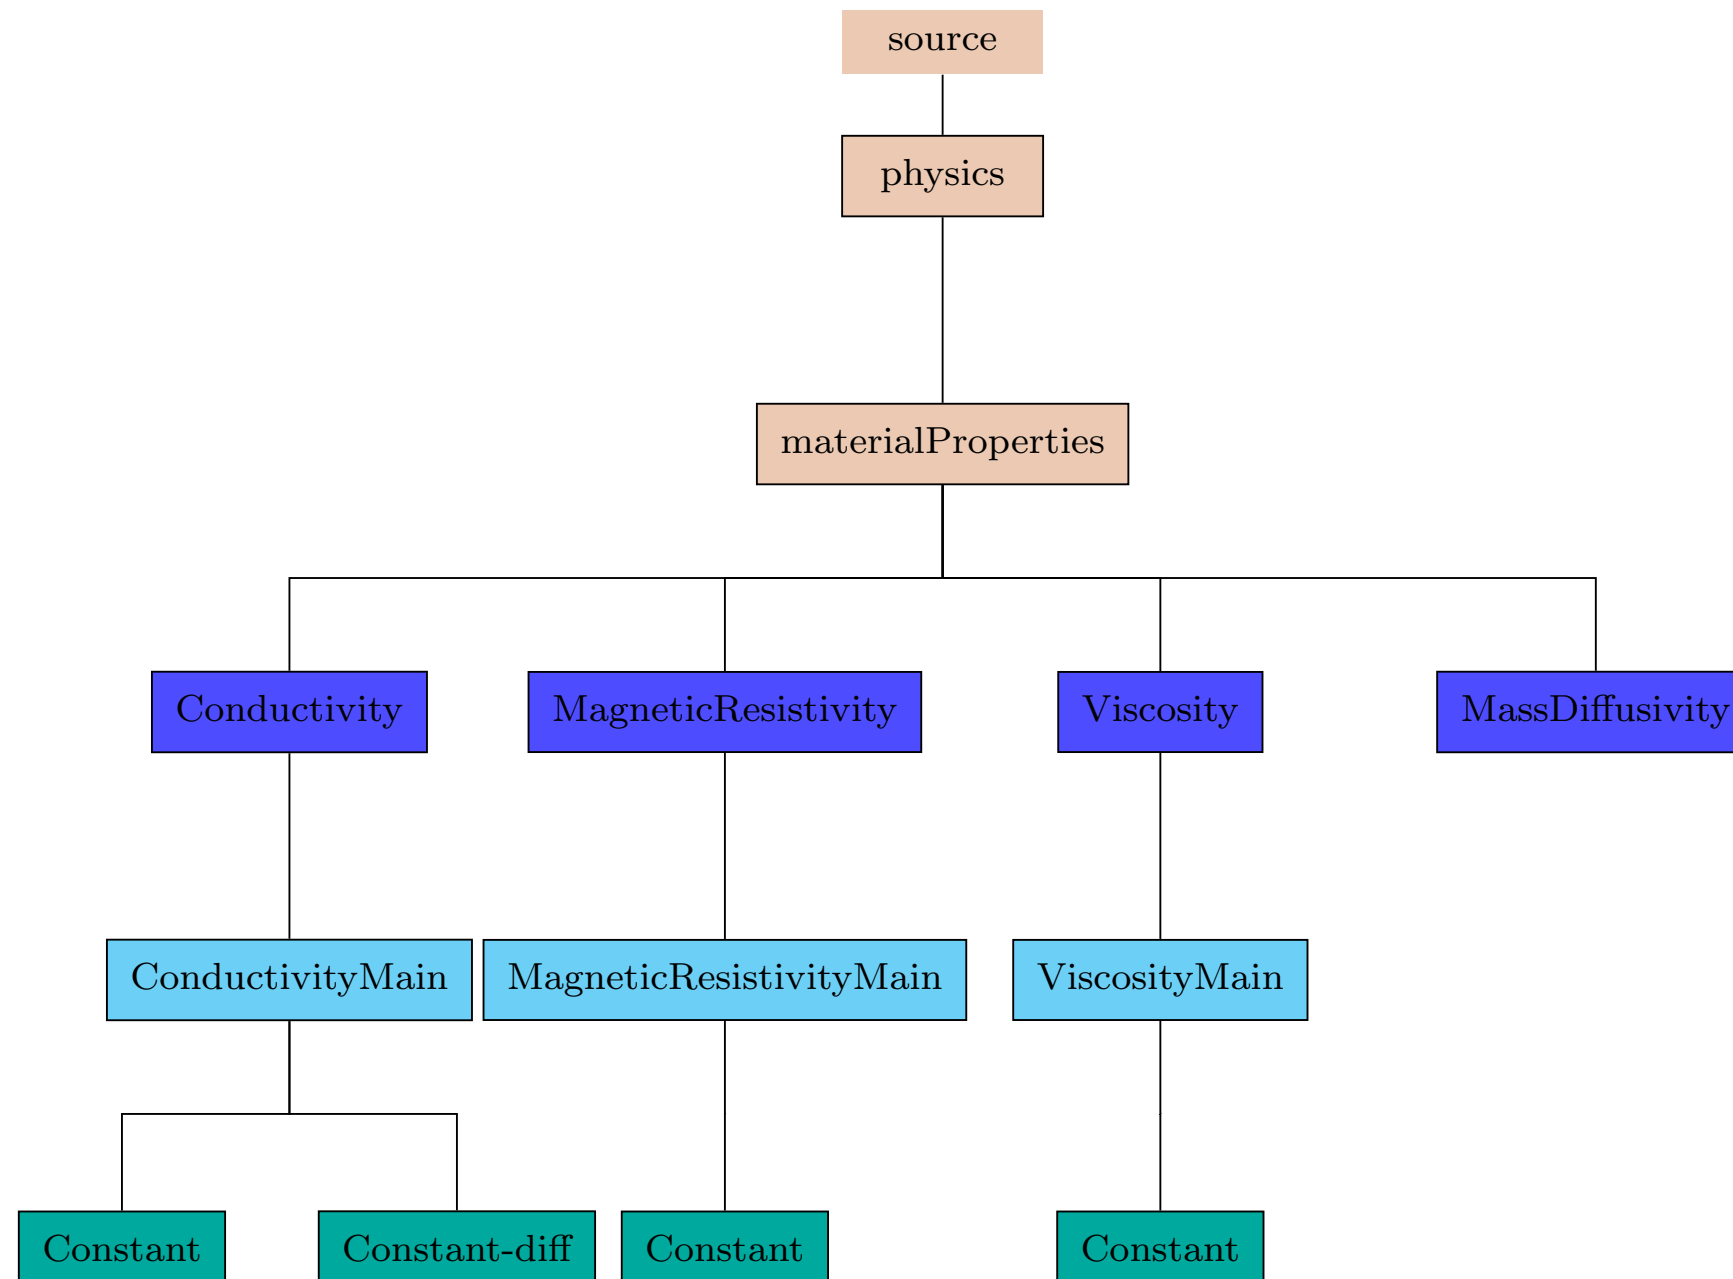 source
physics
materialProperties
Conductivity
MagneticResistivity
Viscosity
MassDiffusivity
ConductivityMain
MagneticResistivityMain
ViscosityMain
Constant
Constant-diff
Constant
Constant